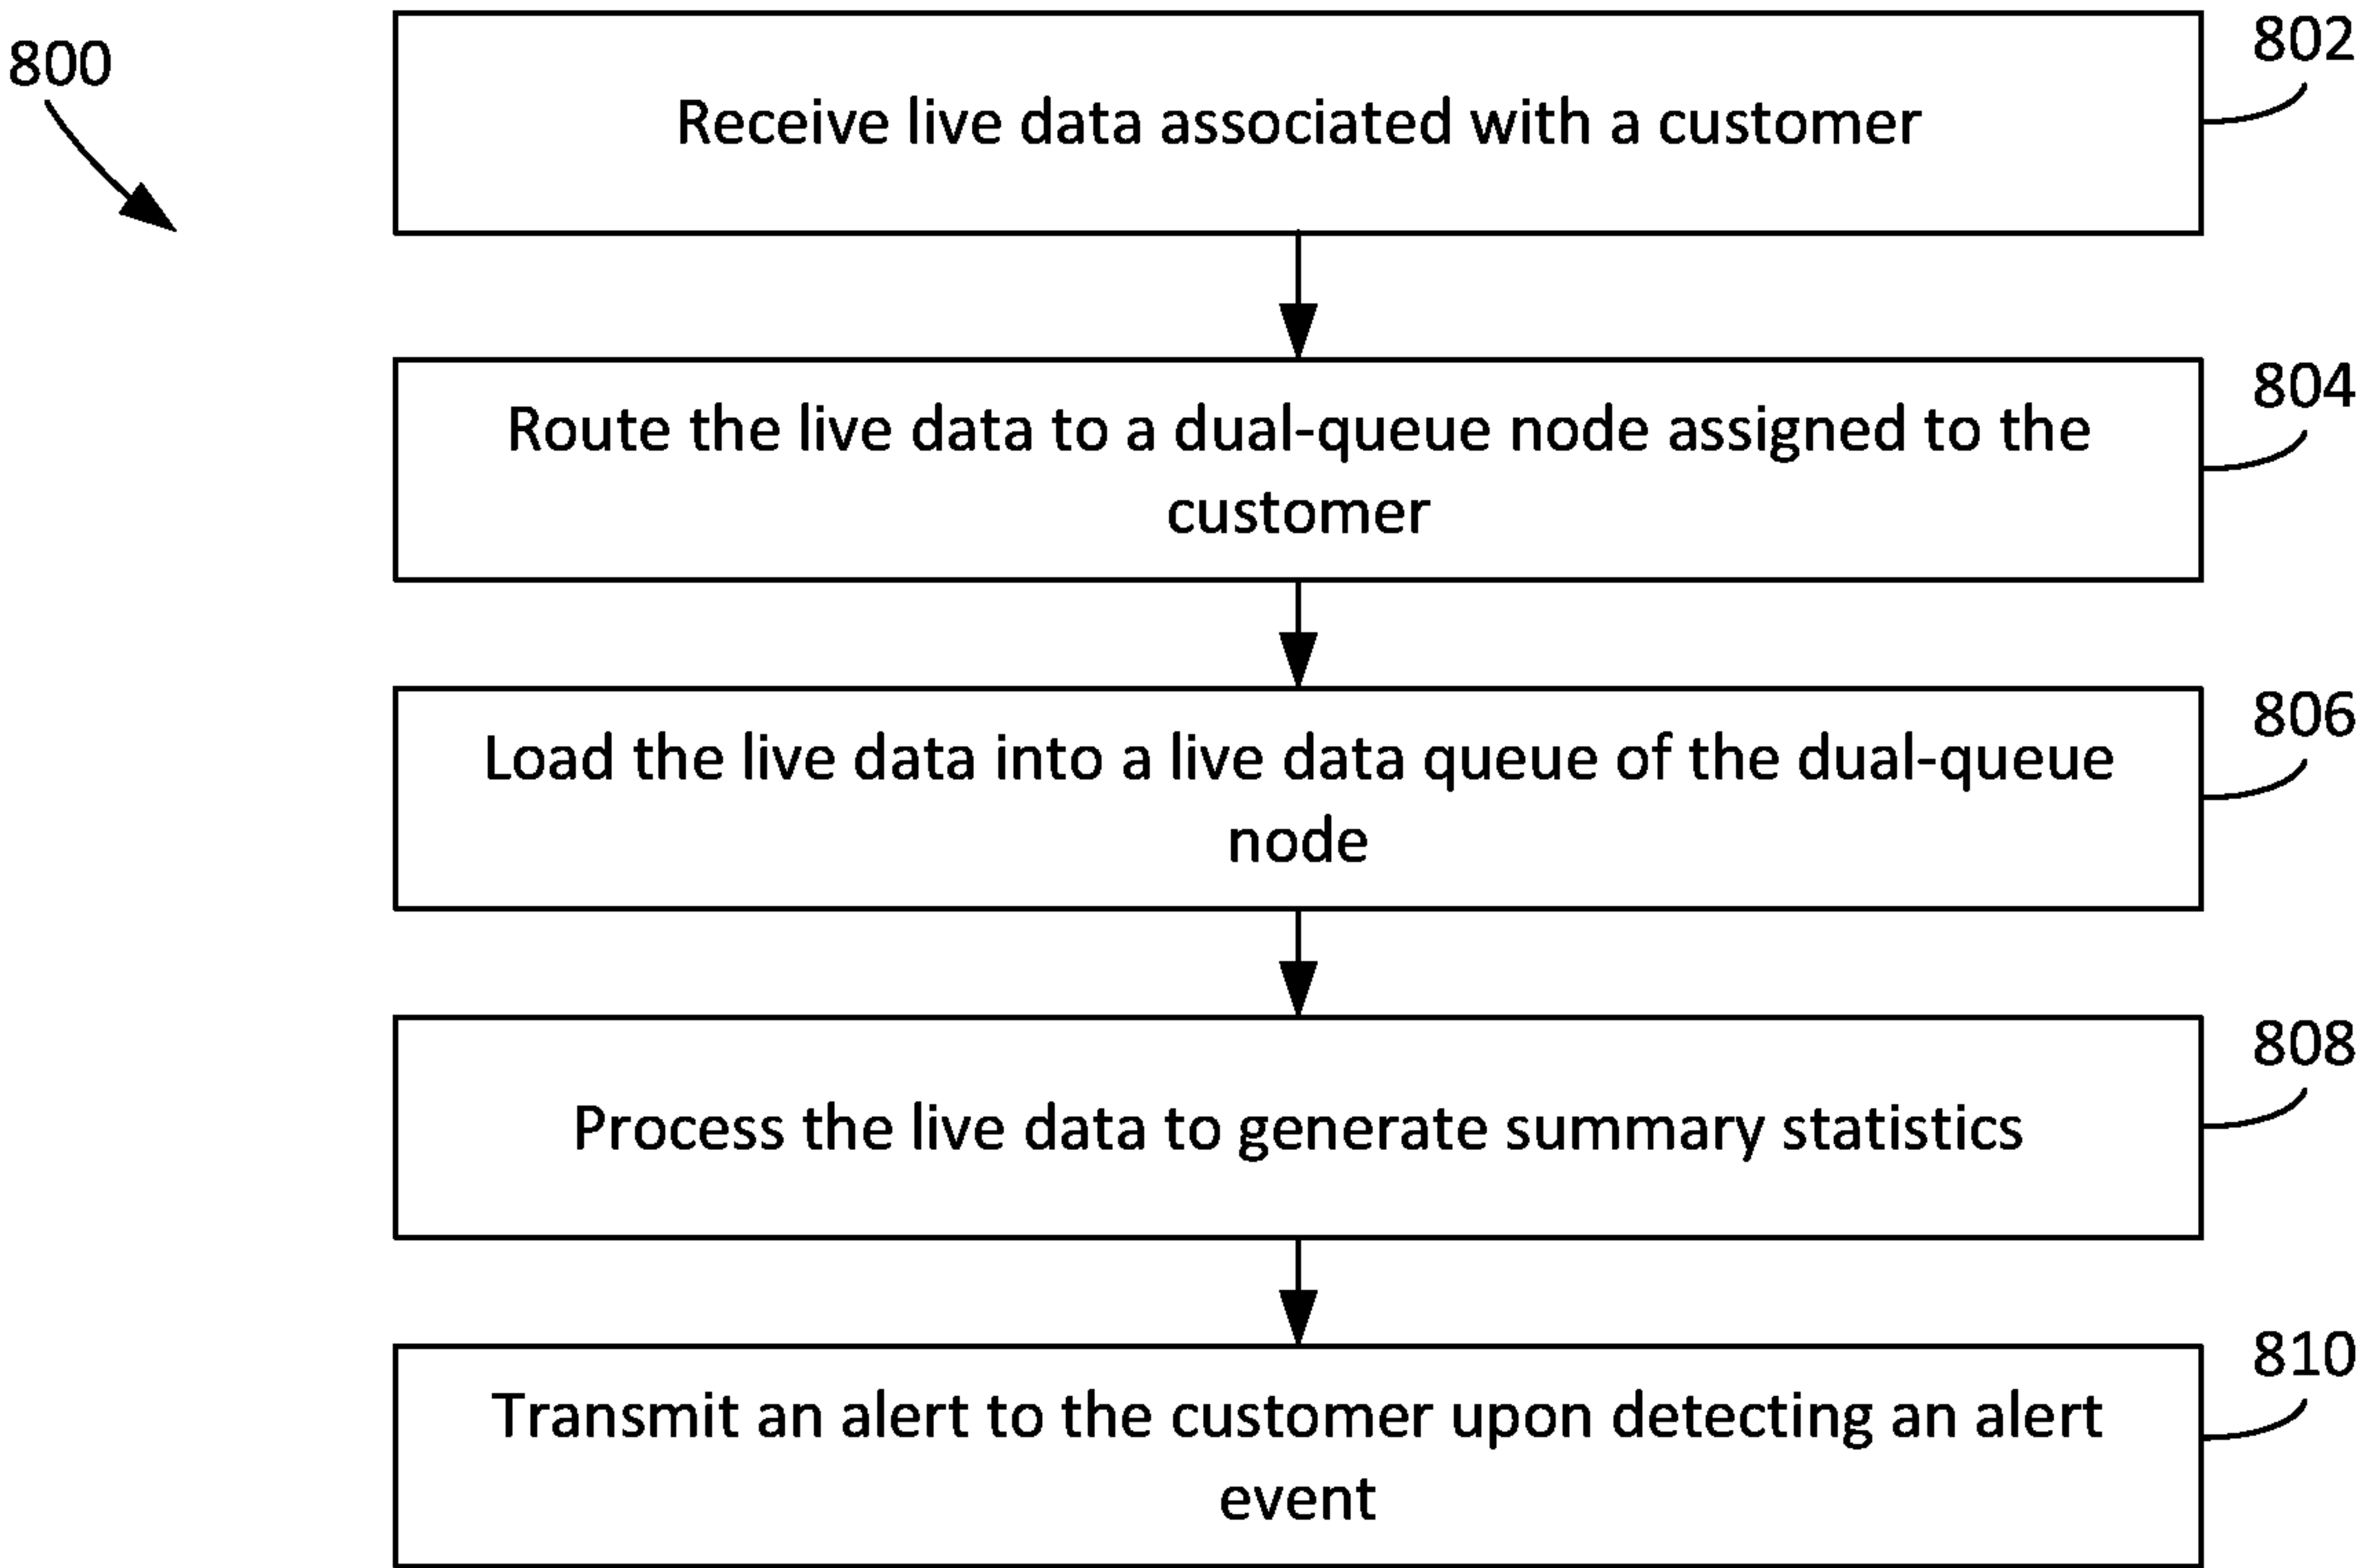 800
802
Receive live data associated with a customer
804
Route the live data to a dual-queue node assigned to the
customer
806
Load the live data into a live data queue of the dual-queue
node
808
Process the live data to generate summary statistics
810
Transmit an alert to the customer upon detecting an alert
event